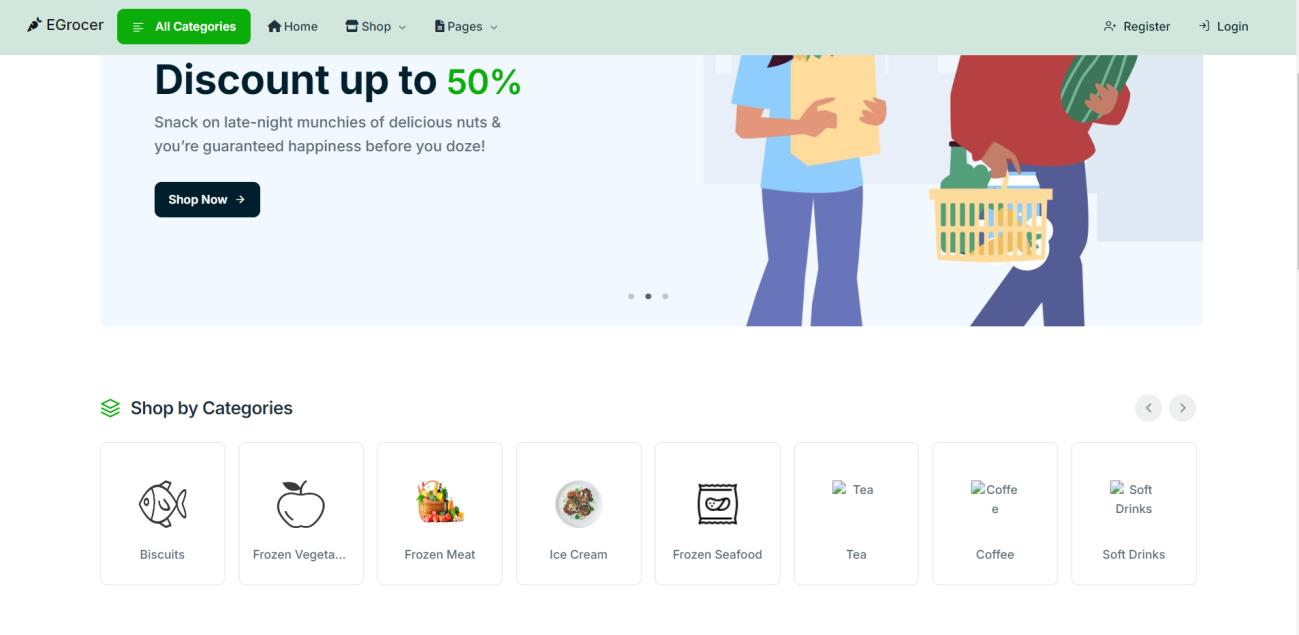 EGrocer All Categories Home Shop Pages Register Login
Discount up to 50%
Snack on late-night munchies of delicious nuts &
you’re guaranteed happiness before you doze!
Shop Now
Shop by Categories
Tea
Coffe
e
Soft
Drinks
Biscuits
Frozen Vegeta...
Frozen Meat
Ice Cream
Frozen Seafood
Tea
Coffee
Soft Drinks